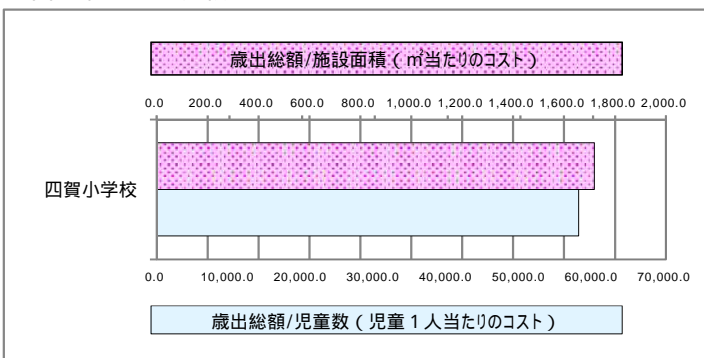 歳出総額/施設面積（㎡当たりのコスト）
0.0 200.0 400.0 600.0 800.0 1,000.0 1,200.0 1,400.0 1,600.0 1,800.0 2,000.0
四賀小学校
0.0 10,000.0 20,000.0 30,000.0 40,000.0 50,000.0 60,000.0 70,000.0
歳出総額/児童数（児童１人当たりのコスト）